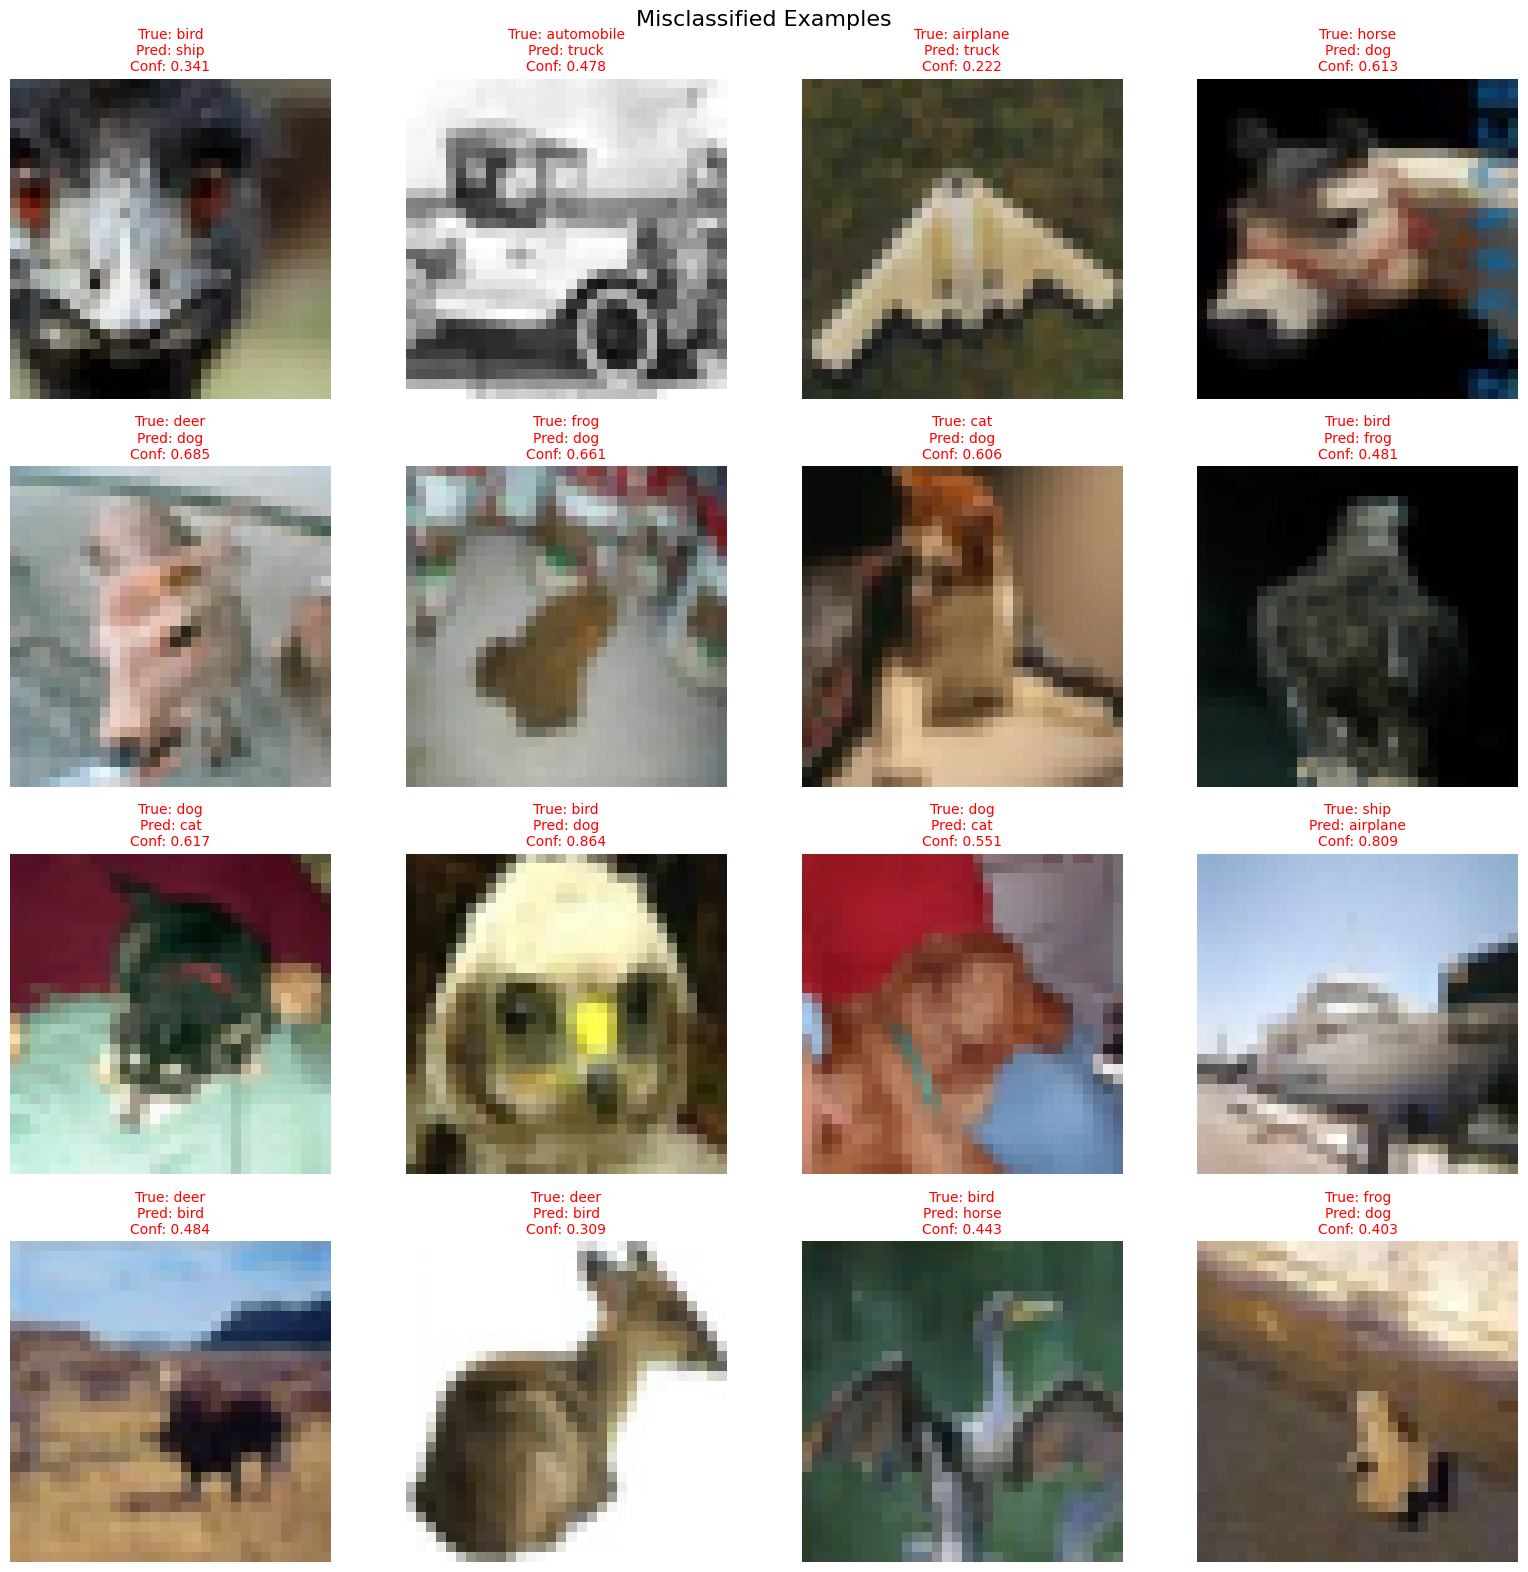 Misclassified Examples
True: bird
Pred: ship
Conf: 0.341
True: automobile
Pred: truck
Conf: 0.478
True: airplane
Pred: truck
Conf: 0.222
True: horse
Pred: dog
Conf: 0.613
True: deer
Pred: dog
Conf: 0.685
True: frog
Pred: dog
Conf: 0.661
True: cat
Pred: dog
Conf: 0.606
True: bird
Pred: frog
Conf: 0.481
True: dog
Pred: cat
Conf: 0.617
True: bird
Pred: dog
Conf: 0.864
True: dog
Pred: cat
Conf: 0.551
True: ship
Pred: airplane
Conf: 0.809
True: deer
Pred: bird
Conf: 0.484
True: deer
Pred: bird
Conf: 0.309
True: bird
Pred: horse
Conf: 0.443
True: frog
Pred: dog
Conf: 0.403